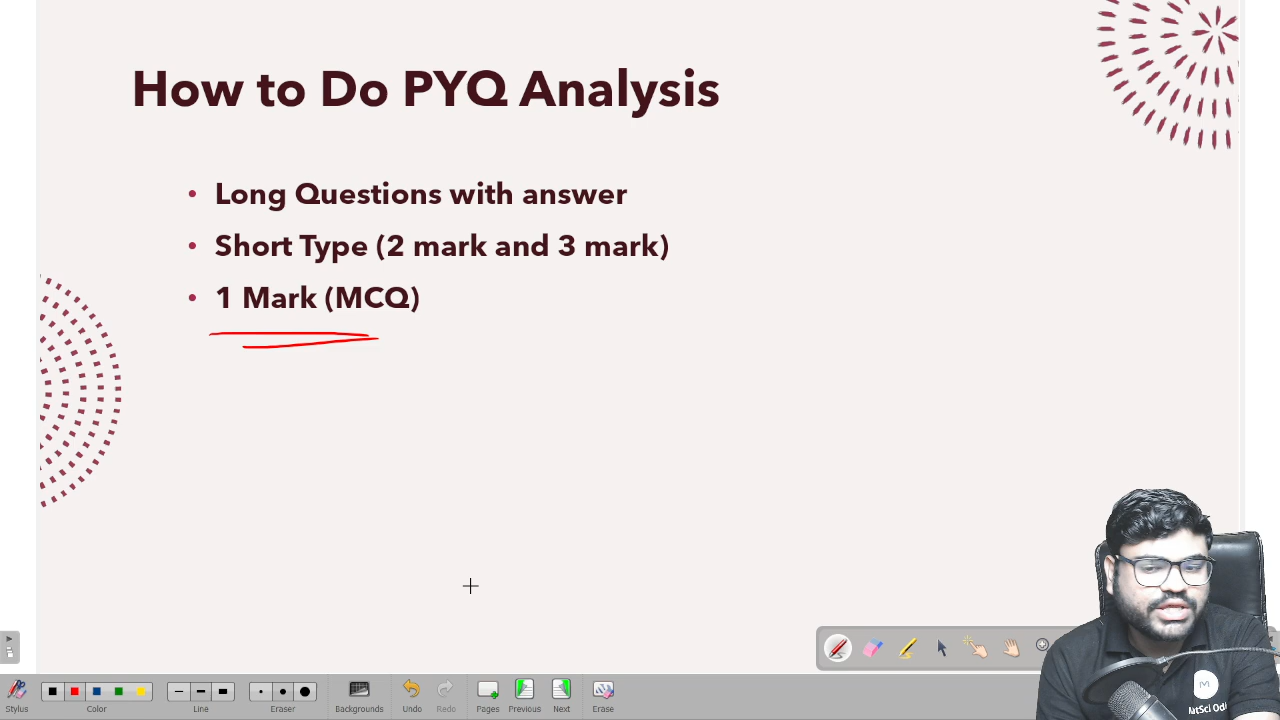 How to Do PYQ Analysis
• Long Questions with answer
• Short Type (2 mark and 3 mark)
• 1 Mark (MCQ)
Stylus
Color
Line
Eraser
Backgrounds
Undo
Redo
Pages
Previous
Next
Erase